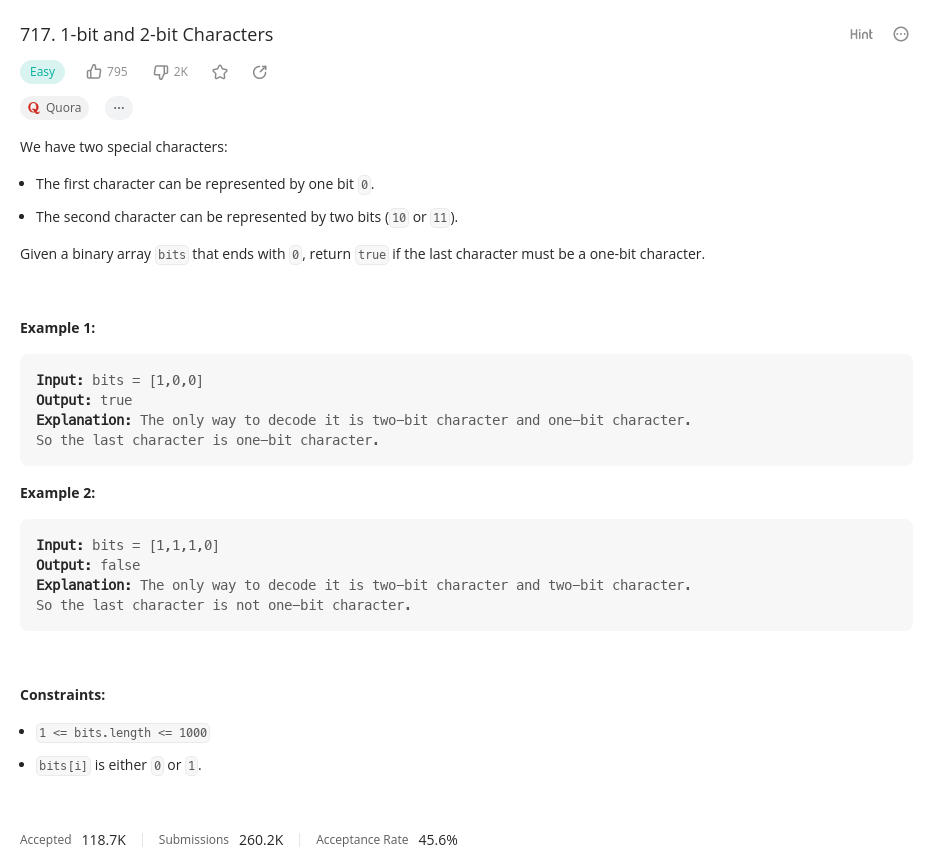 717. 1-bit and 2-bit Characters
Hint
Easy 795 2K
Q Quora ...
We have two special characters:
• The first character can be represented by one bit 0.
• The second character can be represented by two bits (10 or 11).
Given a binary array bits that ends with 0, return true if the last character must be a one-bit character.
Example 1:
Input: bits = [1,0,0]
Output: true
Explanation: The only way to decode it is two-bit character and one-bit character.
So the last character is one-bit character.
Example 2:
Input: bits = [1,1,1,0]
Output: false
Explanation: The only way to decode it is two-bit character and two-bit character.
So the last character is not one-bit character.
Constraints:
• 1 <= bits.length <= 1000
• bits[i] is either 0 or 1.
Accepted 118.7K Submissions 260.2K Acceptance Rate 45.6%